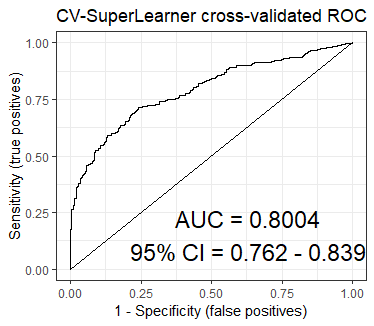 CV-SuperLearner cross-validated ROC
Sensitivity (true positives)
1.00
0.75
0.50
0.25
0.00
AUC = 0.8004
95% CI = 0.762 - 0.839
0.00 0.25 0.50 0.75 1.00
1 - Specificity (false positives)